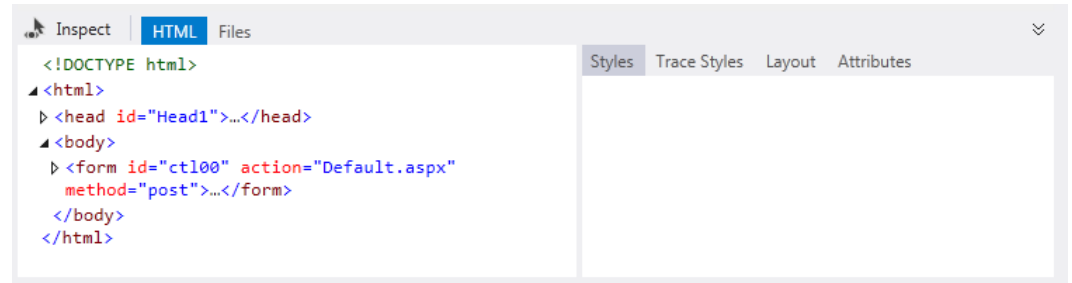 Inspect HTML Files
<!DOCTYPE html>
<html>
<head id="Head1">…</head>
<body>
<form id="ctl00" action="Default.aspx"
method="post">…</form>
</body>
</html>
Styles Trace Styles Layout Attributes